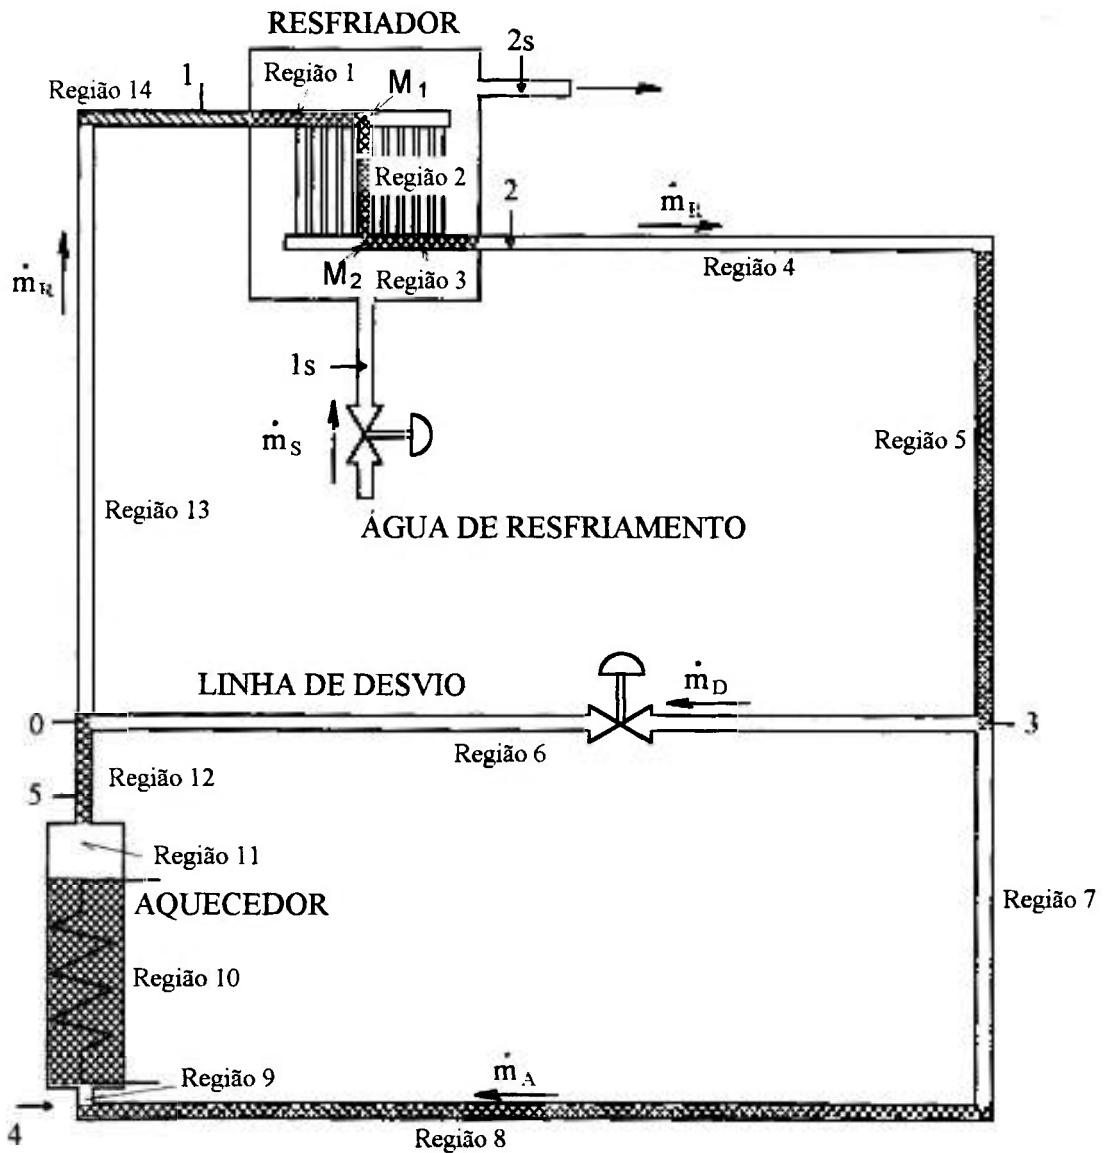 RESFRIADOR
2s
1
Região 1
M1
Região 14
Região 2
2
ṁR
ṁR
M2
Região 3
Região 4
1s
ṁS
Região 5
Região 13
ÁGUA DE RESFRIAMENTO
LINHA DE DESVIO
ṁD
0
3
Região 6
Região 12
5
Região 11
AQUECEDOR
Região 7
Região 10
Região 9
ṁA
4
Região 8